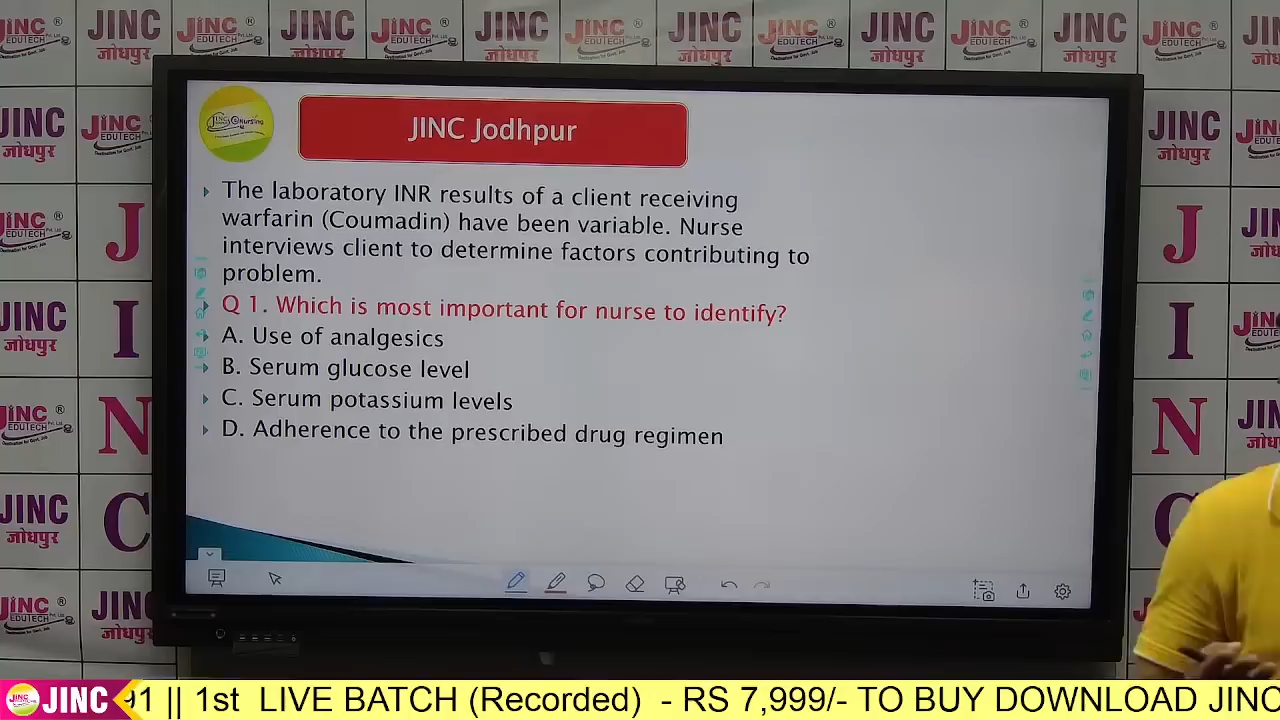 JINC Jodhpur
The laboratory INR results of a client receiving
warfarin (Coumadin) have been variable. Nurse
interviews client to determine factors contributing to
problem.
Q 1. Which is most important for nurse to identify?
A. Use of analgesics
B. Serum glucose level
C. Serum potassium levels
D. Adherence to the prescribed drug regimen
JINC
जोधपुर
JINC
EDUTECH
J
I
N
C
JINC 91 || 1st LIVE BATCH (Recorded) - RS 7,999/- TO BUY DOWNLOAD JINC